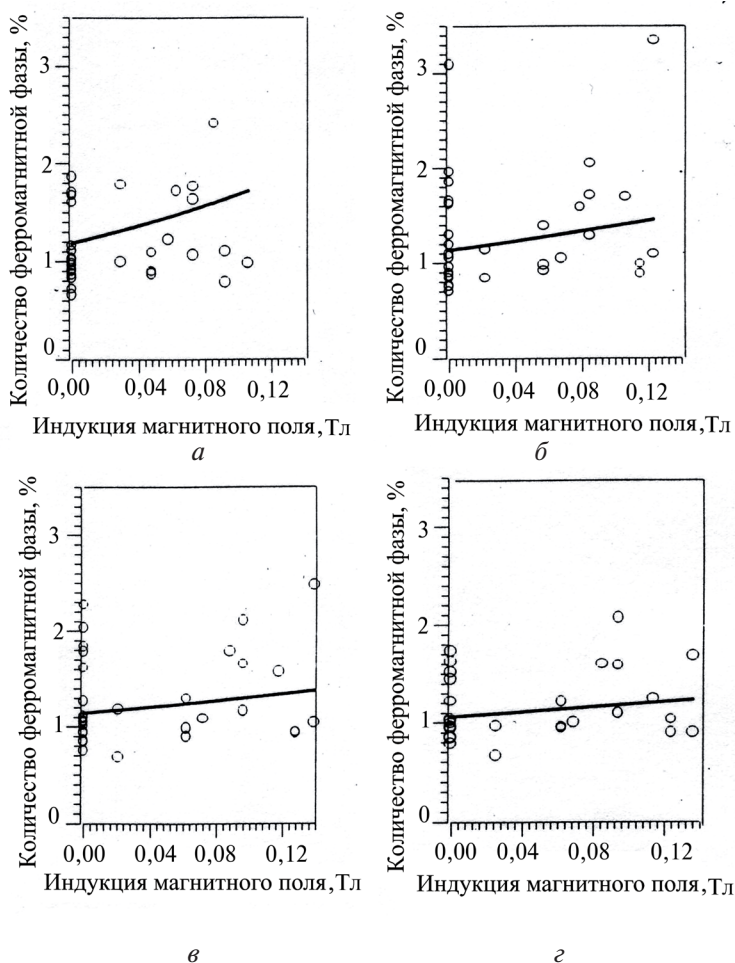 Количество ферромагнитной фазы, %
3
2
1
0
0,00 0,04 0,08 0,12
Индукция магнитного поля,Тл
а
Количество ферромагнитной фазы, %
3
2
1
0
0,00 0,04 0,08 0,12
Индукция магнитного поля,Тл
б
Количество ферромагнитной фазы, %
3
2
1
0
0,00 0,04 0,08 0,12
Индукция магнитного поля,Тл
в
Количество ферромагнитной фазы, %
3
2
1
0
0,00 0,04 0,08 0,12
Индукция магнитного поля,Тл
г